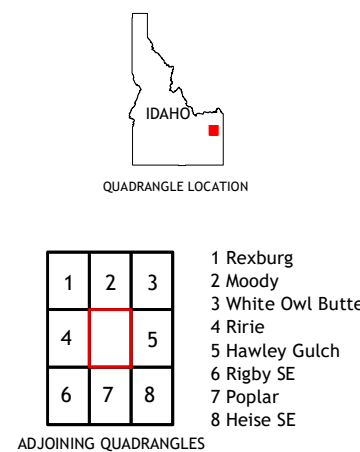 IDAHO
QUADRANGLE LOCATION
1 2 3
4 5
6 7 8
1 Rexburg
2 Moody
3 White Owl Butte
4 Ririe
5 Hawley Gulch
6 Rigby SE
7 Poplar
8 Heise SE
ADJOINING QUADRANGLES